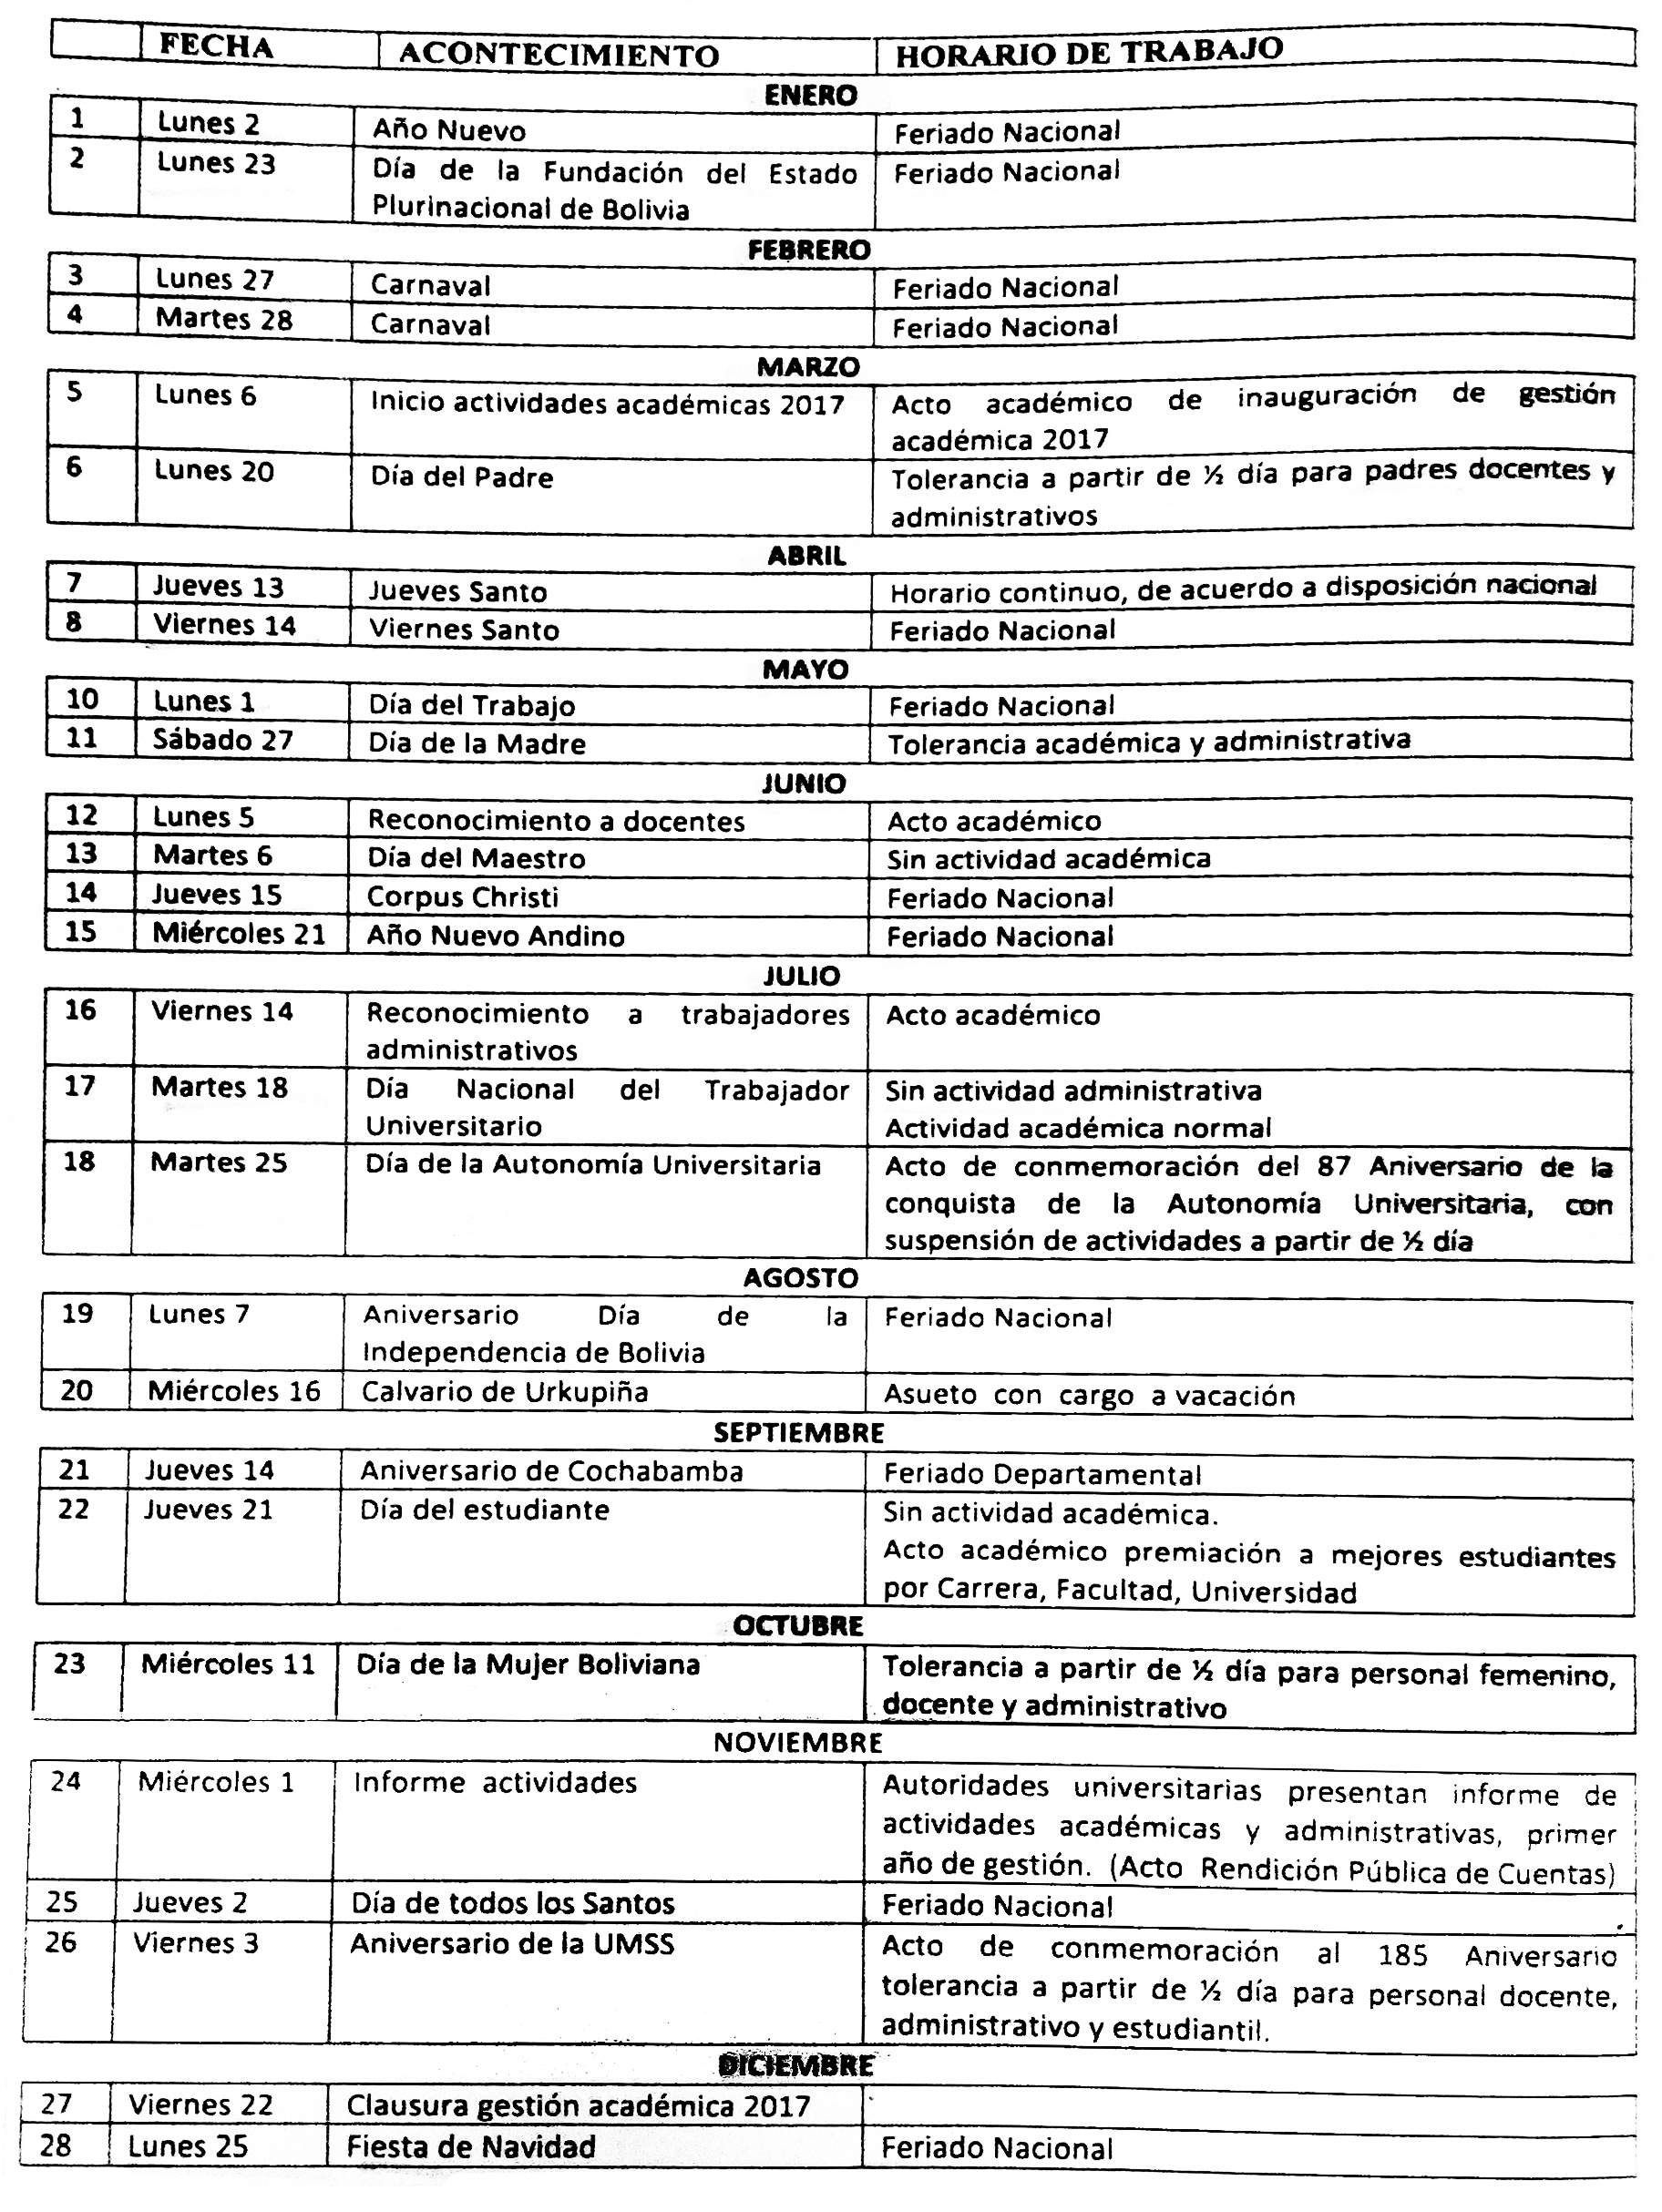 FECHA ACONTECIMIENTO HORARIO DE TRABAJO
ENERO
1 Lunes 2 Año Nuevo Feriado Nacional
2 Lunes 23 Día de la Fundación del Estado Feriado Nacional
Plurinacional de Bolivia
FEBRERO
3 Lunes 27 Carnaval Feriado Nacional
4 Martes 28 Carnaval Feriado Nacional
MARZO
5 Lunes 6 Inicio actividades académicas 2017 Acto académico de inauguración de gestión
académica 2017
6 Lunes 20 Día del Padre Tolerancia a partir de ½ día para padres docentes y
administrativos
ABRIL
7 Jueves 13 Jueves Santo Horario continuo, de acuerdo a disposición nacional
8 Viernes 14 Viernes Santo Feriado Nacional
MAYO
10 Lunes 1 Día del Trabajo Feriado Nacional
11 Sábado 27 Día de la Madre Tolerancia académica y administrativa
JUNIO
12 Lunes 5 Reconocimiento a docentes Acto académico
13 Martes 6 Día del Maestro Sin actividad académica
14 Jueves 15 Corpus Christi Feriado Nacional
15 Miércoles 21 Año Nuevo Andino Feriado Nacional
JULIO
16 Viernes 14 Reconocimiento a trabajadores Acto académico
administrativos
17 Martes 18 Día Nacional del Trabajador Sin actividad administrativa
Universitario Actividad académica normal
18 Martes 25 Día de la Autonomía Universitaria Acto de conmemoración del 87 Aniversario de la
conquista de la Autonomía Universitaria, con
suspensión de actividades a partir de ½ día
AGOSTO
19 Lunes 7 Aniversario Día de la Feriado Nacional
Independencia de Bolivia
20 Miércoles 16 Calvario de Urkupiña Asueto con cargo a vacación
SEPTIEMBRE
21 Jueves 14 Aniversario de Cochabamba Feriado Departamental
22 Jueves 21 Día del estudiante Sin actividad académica.
Acto académico premiación a mejores estudiantes
por Carrera, Facultad, Universidad
OCTUBRE
23 Miércoles 11 Día de la Mujer Boliviana Tolerancia a partir de ½ día para personal femenino,
docente y administrativo
NOVIEMBRE
24 Miércoles 1 Informe actividades Autoridades universitarias presentan informe de
actividades académicas y administrativas, primer
año de gestión. (Acto Rendición Pública de Cuentas)
25 Jueves 2 Día de todos los Santos Feriado Nacional
26 Viernes 3 Aniversario de la UMSS Acto de conmemoración al 185 Aniversario
tolerancia a partir de ½ día para personal docente,
administrativo y estudiantil.
DICIEMBRE
27 Viernes 22 Clausura gestión académica 2017
28 Lunes 25 Fiesta de Navidad Feriado Nacional